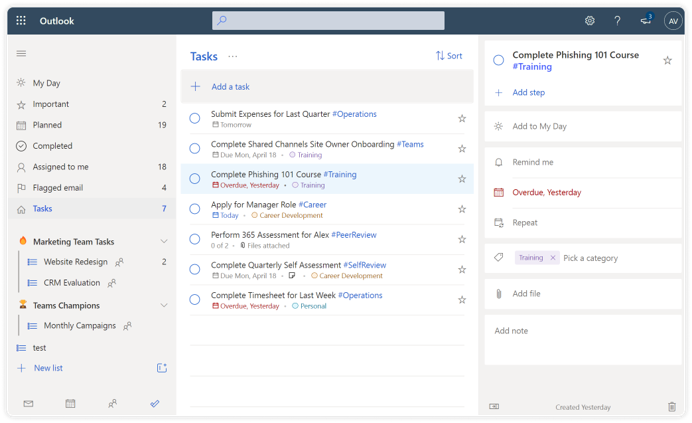 Outlook
3
AV
My Day
Important 2
Planned 19
Completed
Assigned to me 18
Flagged email 4
Tasks 7
Marketing Team Tasks
Website Redesign 2
CRM Evaluation
Teams Champions
Monthly Campaigns
test
New list
Tasks ...
Sort
Add a task
Submit Expenses for Last Quarter #Operations
Tomorrow
Complete Shared Channels Site Owner Onboarding #Teams
Due Mon, April 18 • Training
Complete Phishing 101 Course #Training
Overdue, Yesterday • Training
Apply for Manager Role #Career
Today • Career Development
Perform 365 Assessment for Alex #PeerReview
0 of 2 • Files attached
Complete Quarterly Self Assessment #SelfReview
Due Mon, April 18 • • Career Development
Complete Timesheet for Last Week #Operations
Overdue, Yesterday • Personal
Complete Phishing 101 Course
#Training
Add step
Add to My Day
Remind me
Overdue, Yesterday
Repeat
Training × Pick a category
Add file
Add note
Created Yesterday